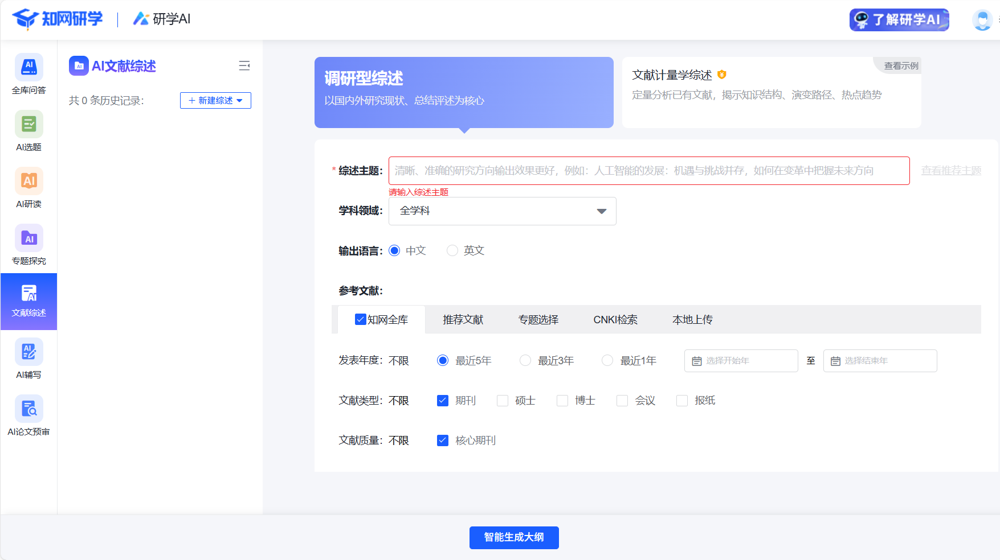 知网研学
研学AI
了解研学AI
AI
全库问答
AI选题
AI
AI研读
AI
专题探究
AI
文献综述
AI
AI辅写
AI论文预审
AI
AI文献综述
共 0 条历史记录：
+ 新建综述
调研型综述
以国内外研究现状、总结评述为核心
文献计量学综述
查看示例
定量分析已有文献，揭示知识结构、演变路径、热点趋势
* 综述主题： 清晰、准确的研究方向输出效果更好，例如：人工智能的发展：机遇与挑战并存，如何在变革中把握未来方向 查看推荐主题
请输入综述主题
学科领域： 全学科
输出语言： 中文 英文
参考文献：
知网全库 推荐文献 专题选择 CNKI检索 本地上传
发表年度： 不限 最近5年 最近3年 最近1年 选择开始年 至 选择结束年
文献类型： 不限 期刊 硕士 博士 会议 报纸
文献质量： 不限 核心期刊
智能生成大纲